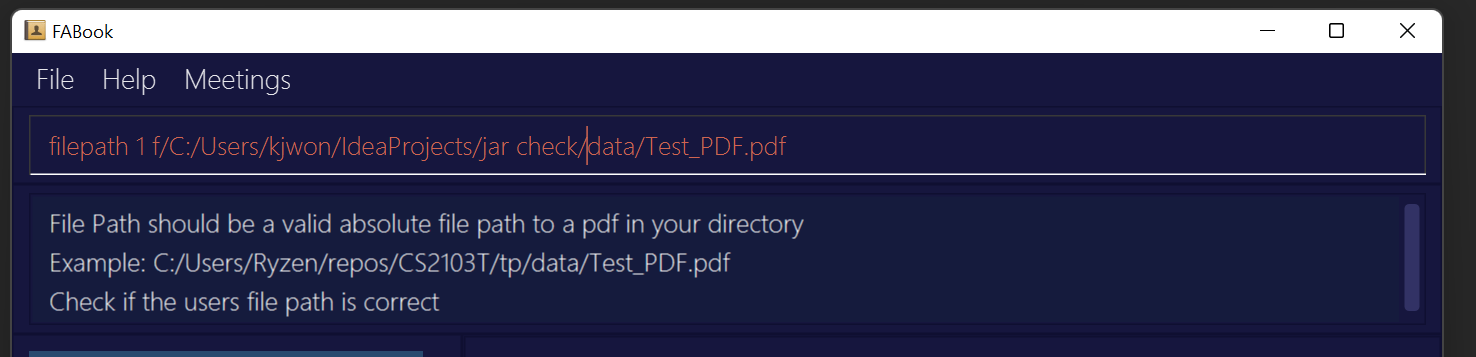 FABook
File Help Meetings
filepath 1 f/C:/Users/kjwon/IdeaProjects/jar check/data/Test_PDF.pdf
File Path should be a valid absolute file path to a pdf in your directory
Example: C:/Users/Ryzen/repos/CS2103T/tp/data/Test_PDF.pdf
Check if the users file path is correct